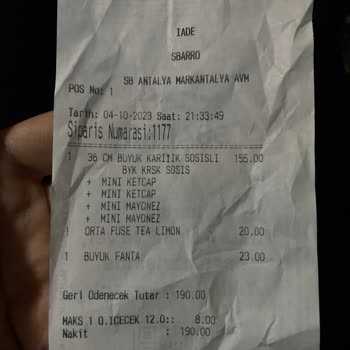 IADE
SBARRO
SB ANTALYA MARKANTALYA AVM
POS No: 1
Tarih: 04-10-2023 Saat: 21:33:49
Siparis Numarasi:1177
1 36 CM BUYUK KARITIK SOSISLI 155.00
BYK KRSK SOSIS
+ MINI KETCAP
+ MINI KETCAP
+ MINI MAYONEZ
+ MINI MAYONEZ
1 ORTA FUSE TEA LIMON 20.00
1 BUYUK FANTA 23.00
Geri Odenecek Tutar : 190.00
MAKS 1 O.ICECEK 12.0:: 8.00
Nakit : 190.00